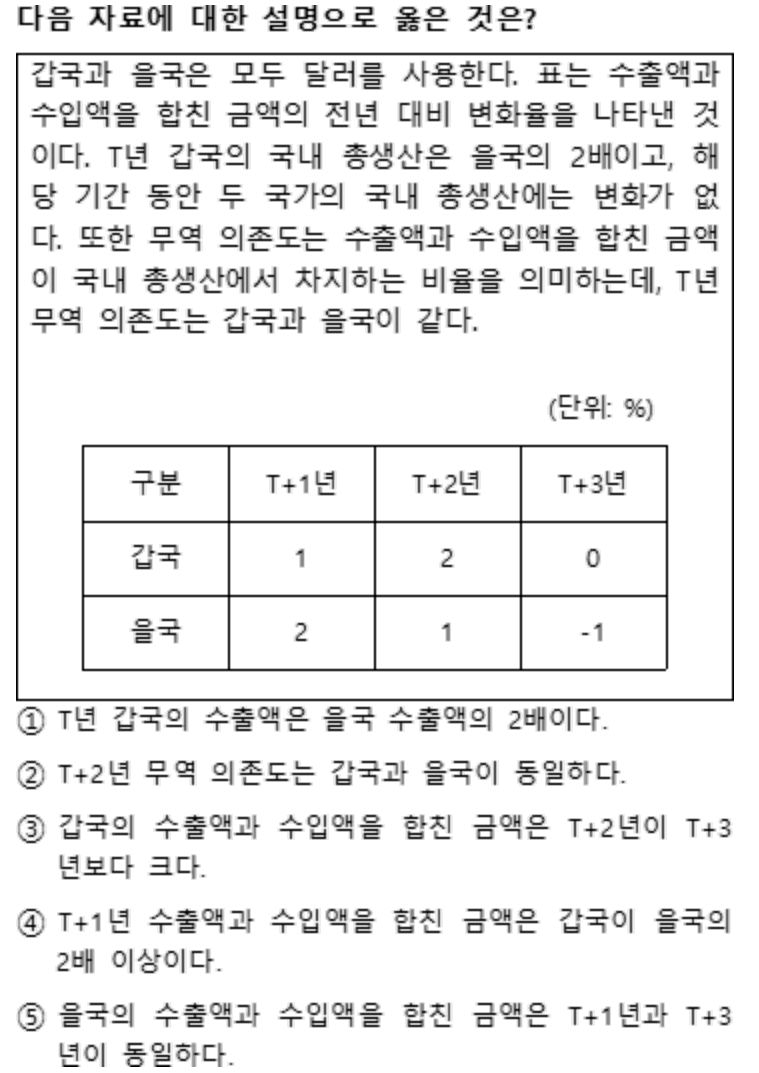 다음 자료에 대한 설명으로 옳은 것은?
갑국과 을국은 모두 달러를 사용한다. 표는 수출액과
수입액을 합친 금액의 전년 대비 변화율을 나타낸 것
이다. T년 갑국의 국내 총생산은 을국의 2배이고, 해
당 기간 동안 두 국가의 국내 총생산에는 변화가 없
다. 또한 무역 의존도는 수출액과 수입액을 합친 금액
이 국내 총생산에서 차지하는 비율을 의미하는데, T년
무역 의존도는 갑국과 을국이 같다.
(단위: %)
구분 T+1년 T+2년 T+3년
갑국 1 2 0
을국 2 1 -1
① T년 갑국의 수출액은 을국 수출액의 2배이다.
② T+2년 무역 의존도는 갑국과 을국이 동일하다.
③ 갑국의 수출액과 수입액을 합친 금액은 T+2년이 T+3
년보다 크다.
④ T+1년 수출액과 수입액을 합친 금액은 갑국이 을국의
2배 이상이다.
⑤ 을국의 수출액과 수입액을 합친 금액은 T+1년과 T+3
년이 동일하다.